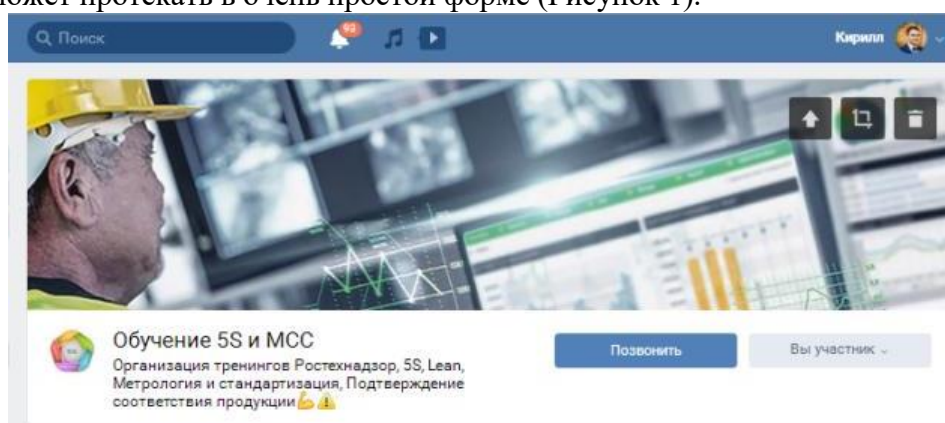 может протекать в очень простой форме (Рисунок 1).
Поиск
93
Кирилл
Обучение 5S и МСС
Организация тренингов Ростехнадзор, 5S, Lean,
Метрология и стандартизация, Подтверждение
соответствия продукции💪⚠
Позвонить
Вы участник